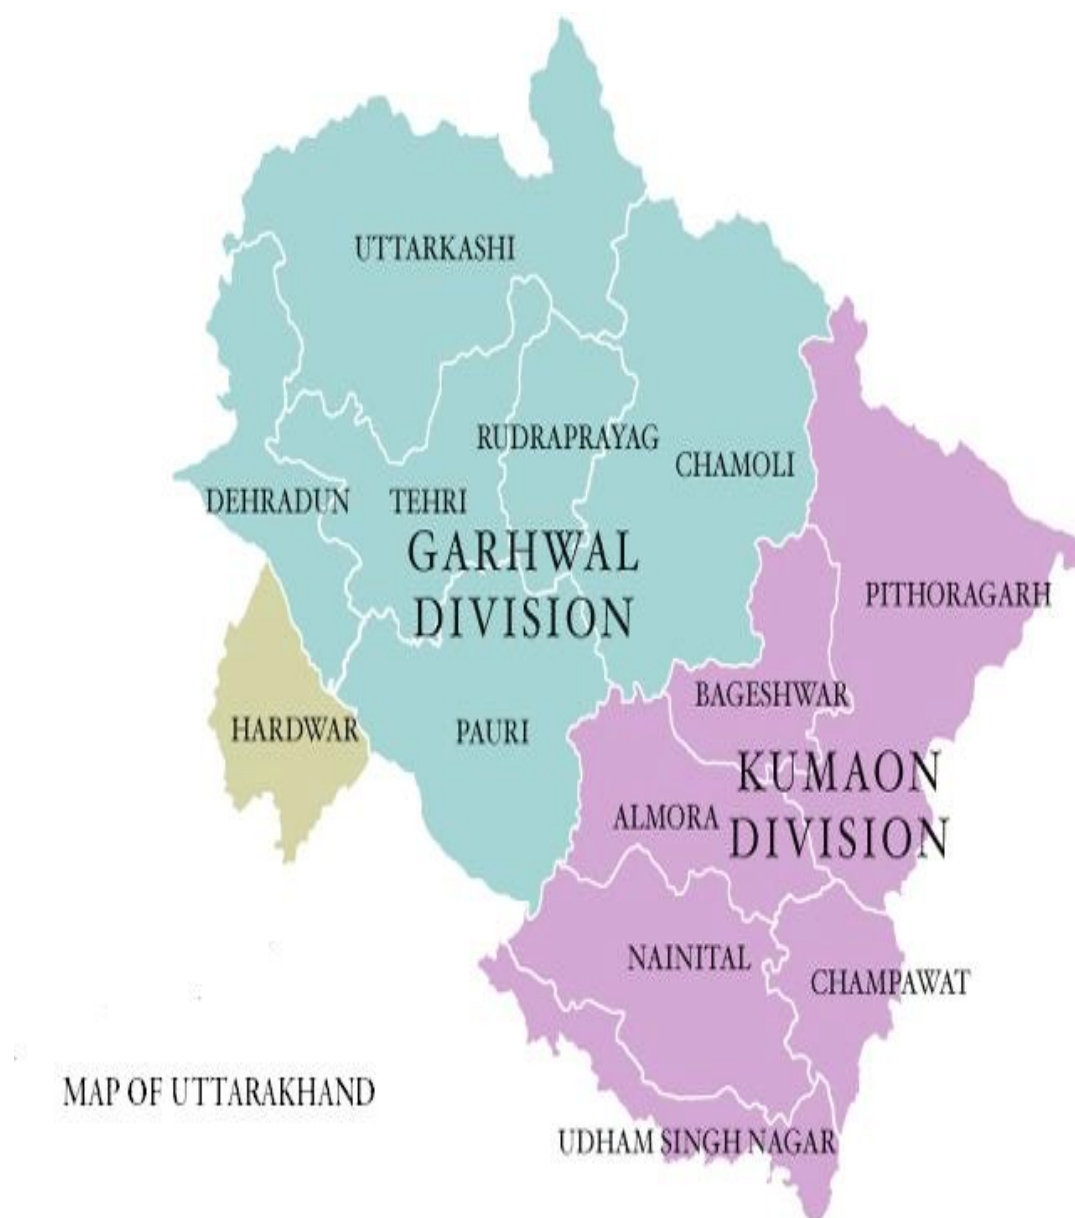 UTTARKASHI
RUDRAPRAYAG
CHAMOLI
DEHRADUN
TEHRI
GARHWAL
DIVISION
PITHORAGARH
BAGESHWAR
HARDWAR
PAURI
KUMAON
DIVISION
ALMORA
NAINITAL
CHAMPAWAT
MAP OF UTTARAKHAND
UDHAM SINGH NAGAR